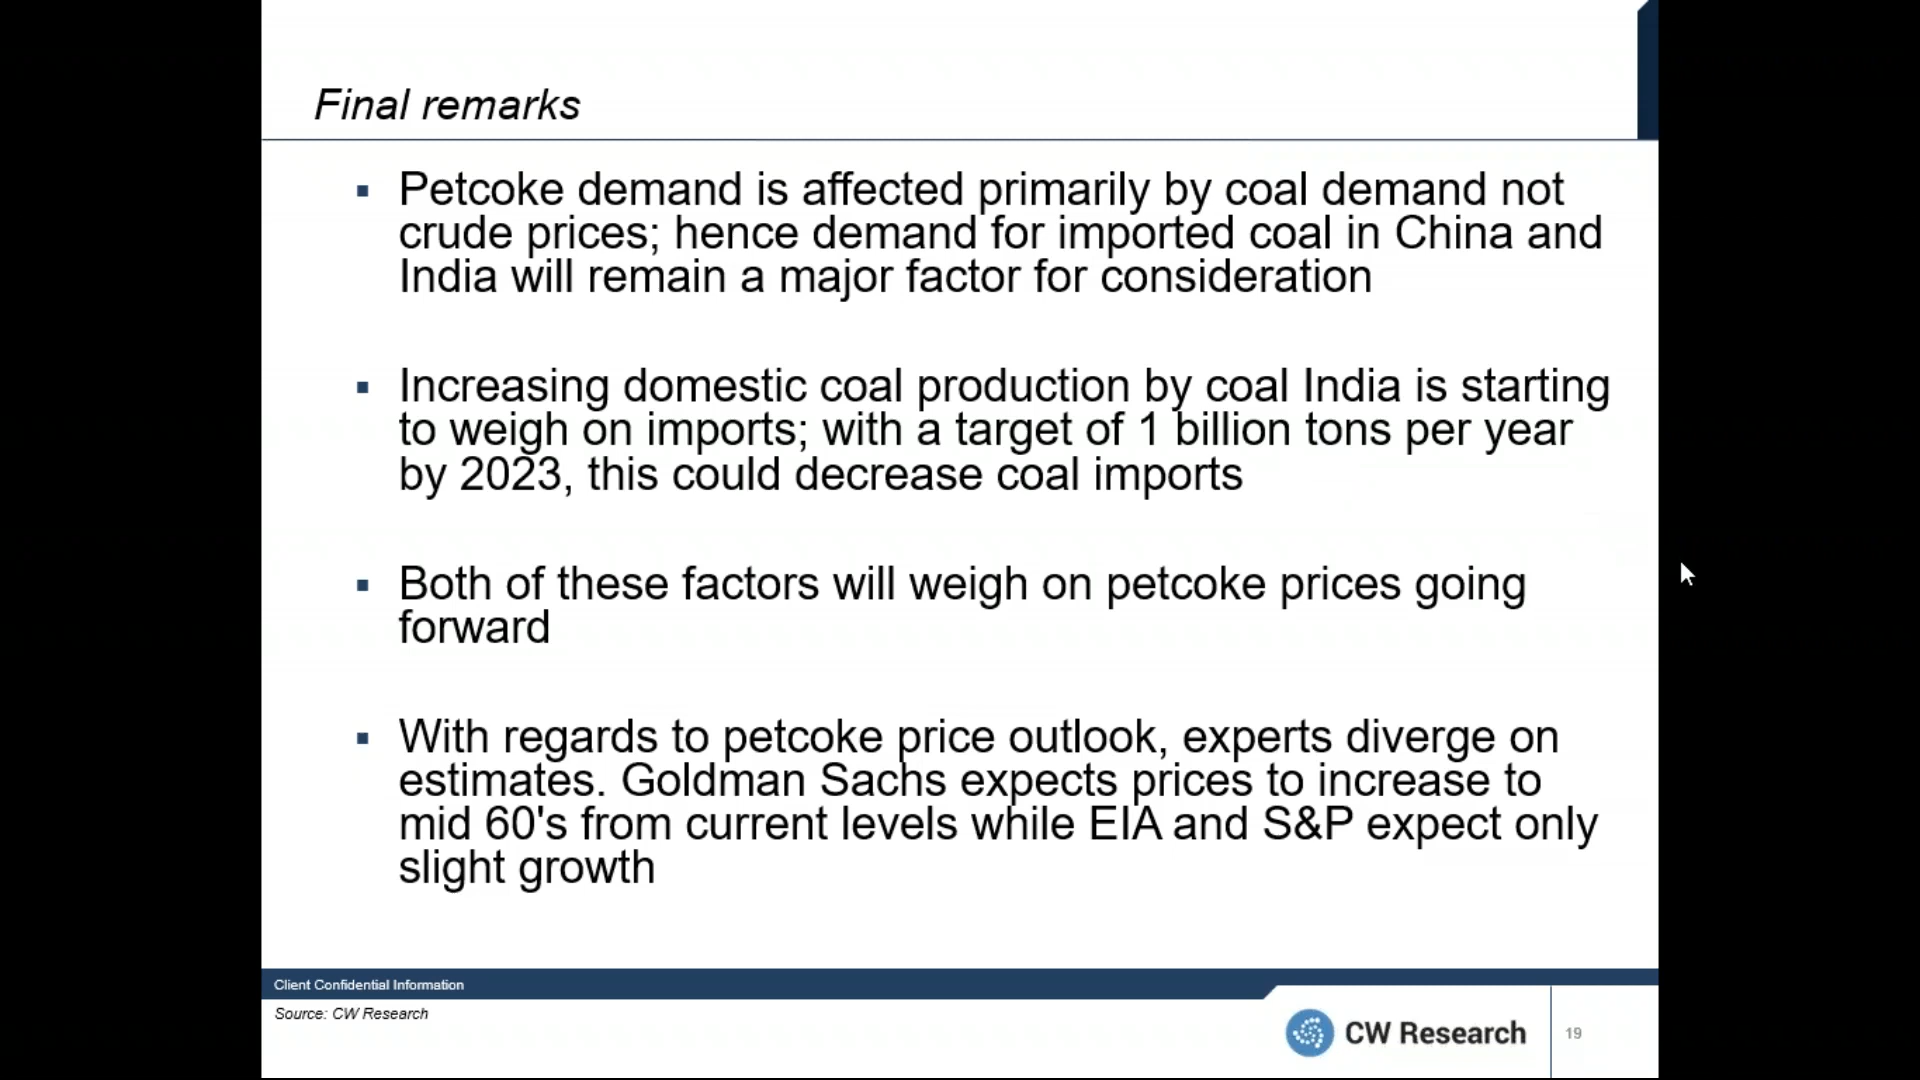 Final remarks
▪ Petcoke demand is affected primarily by coal demand not
crude prices; hence demand for imported coal in China and
India will remain a major factor for consideration
▪ Increasing domestic coal production by coal India is starting
to weigh on imports; with a target of 1 billion tons per year
by 2023, this could decrease coal imports
▪ Both of these factors will weigh on petcoke prices going
forward
▪ With regards to petcoke price outlook, experts diverge on
estimates. Goldman Sachs expects prices to increase to
mid 60's from current levels while EIA and S&P expect only
slight growth
Client Confidential Information
Source: CW Research
CW Research
19